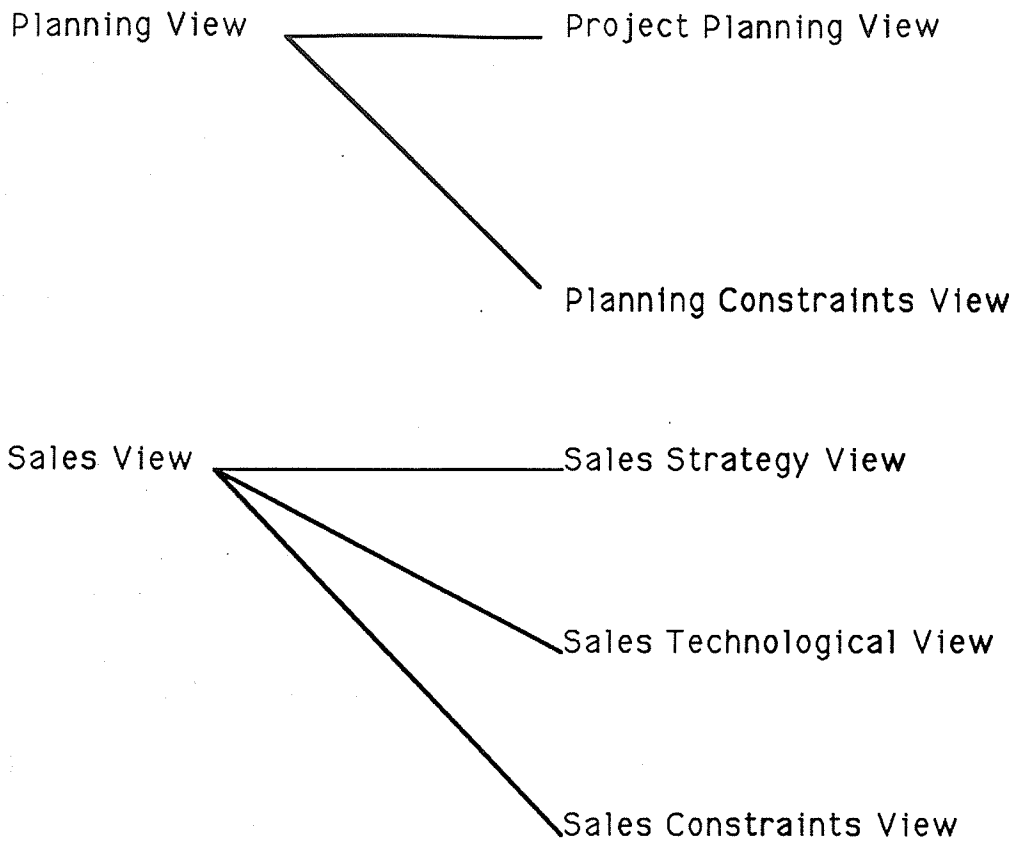 Planning View
Project Planning View
Planning Constraints View
Sales View
Sales Strategy View
Sales Technological View
Sales Constraints View